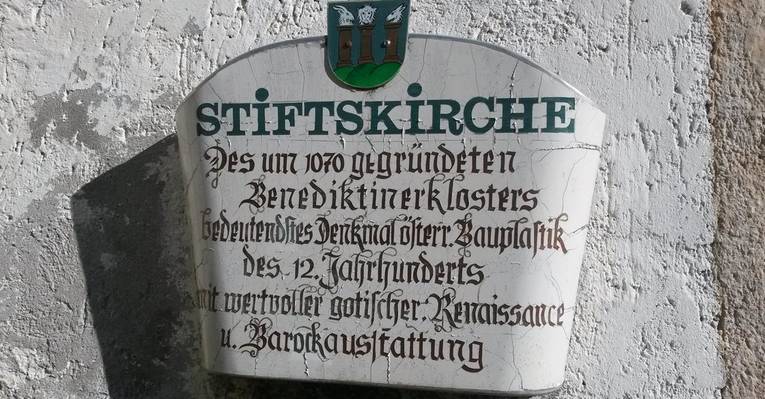 STiFTSKiRCHE
Des um 1070 gegründeten
Benediktinerklosters
bedeutendstes Denkmal österr. Bauplastik
des 12. Jahrhunderts
mit wertvoller gotischer, Renaissance
u. Barockausstattung